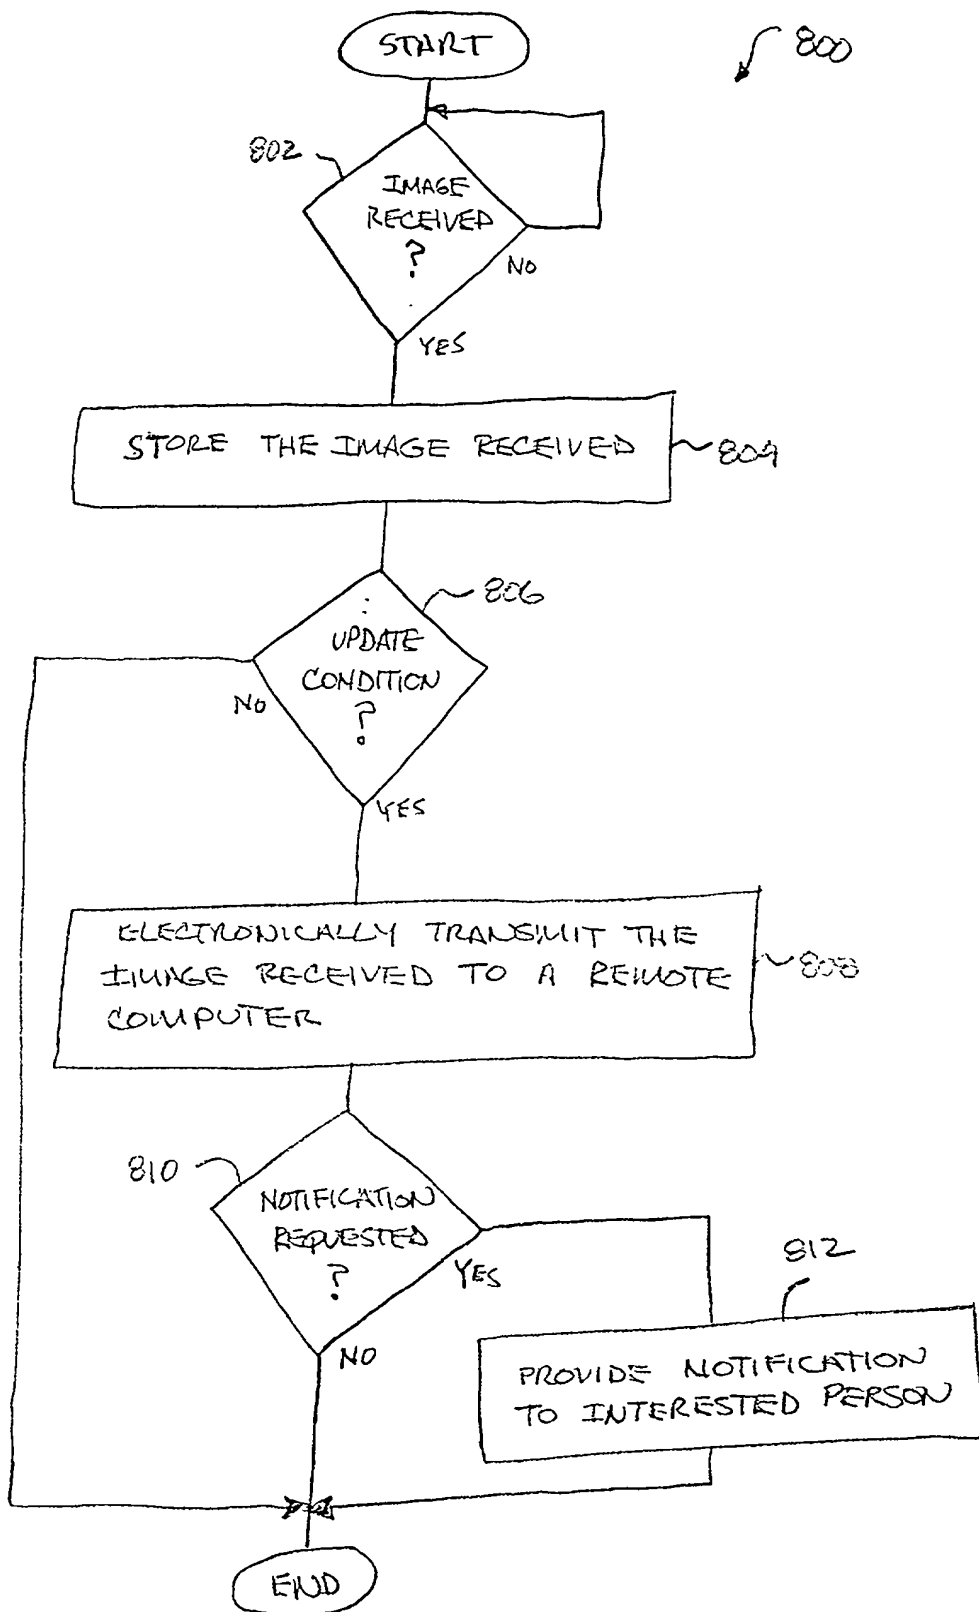 START
800
802
IMAGE
RECEIVED
?
NO
YES
STORE THE IMAGE RECEIVED
804
806
UPDATE
CONDITION
?
NO
YES
ELECTRONICALLY TRANSMIT THE
IMAGE RECEIVED TO A REMOTE
COMPUTER
808
810
NOTIFICATION
REQUESTED
?
YES
NO
812
PROVIDE NOTIFICATION
TO INTERESTED PERSON
END